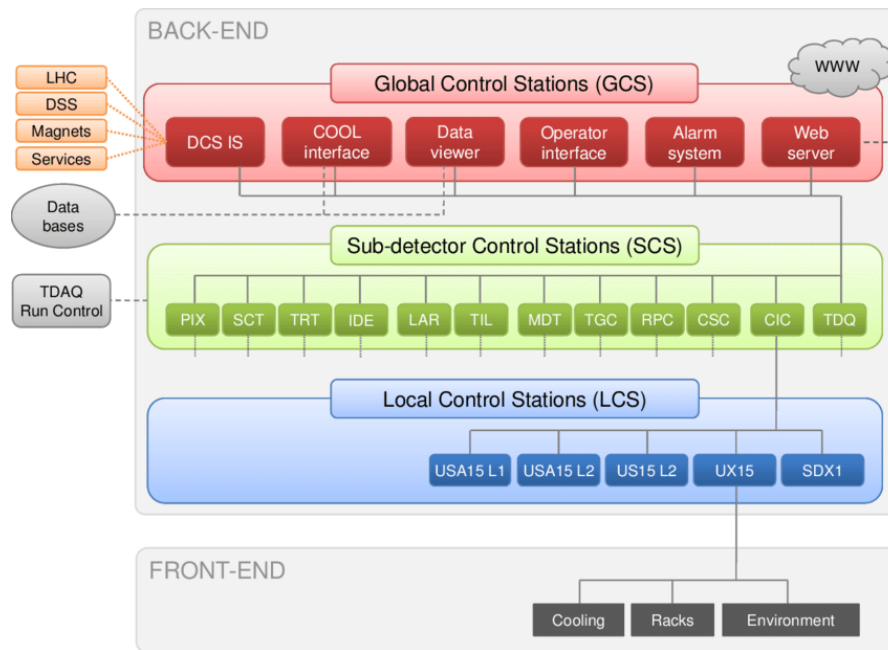 BACK-END
WWW
LHC
DSS
Magnets
Services
Global Control Stations (GCS)
DCS IS
COOL
interface
Data
viewer
Operator
interface
Alarm
system
Web
server
Data
bases
Sub-detector Control Stations (SCS)
TDAQ
Run Control
PIX
SCT
TRT
IDE
LAR
TIL
MDT
TGC
RPC
CSC
CIC
TDQ
Local Control Stations (LCS)
USA15 L1
USA15 L2
US15 L2
UX15
SDX1
FRONT-END
Cooling
Racks
Environment